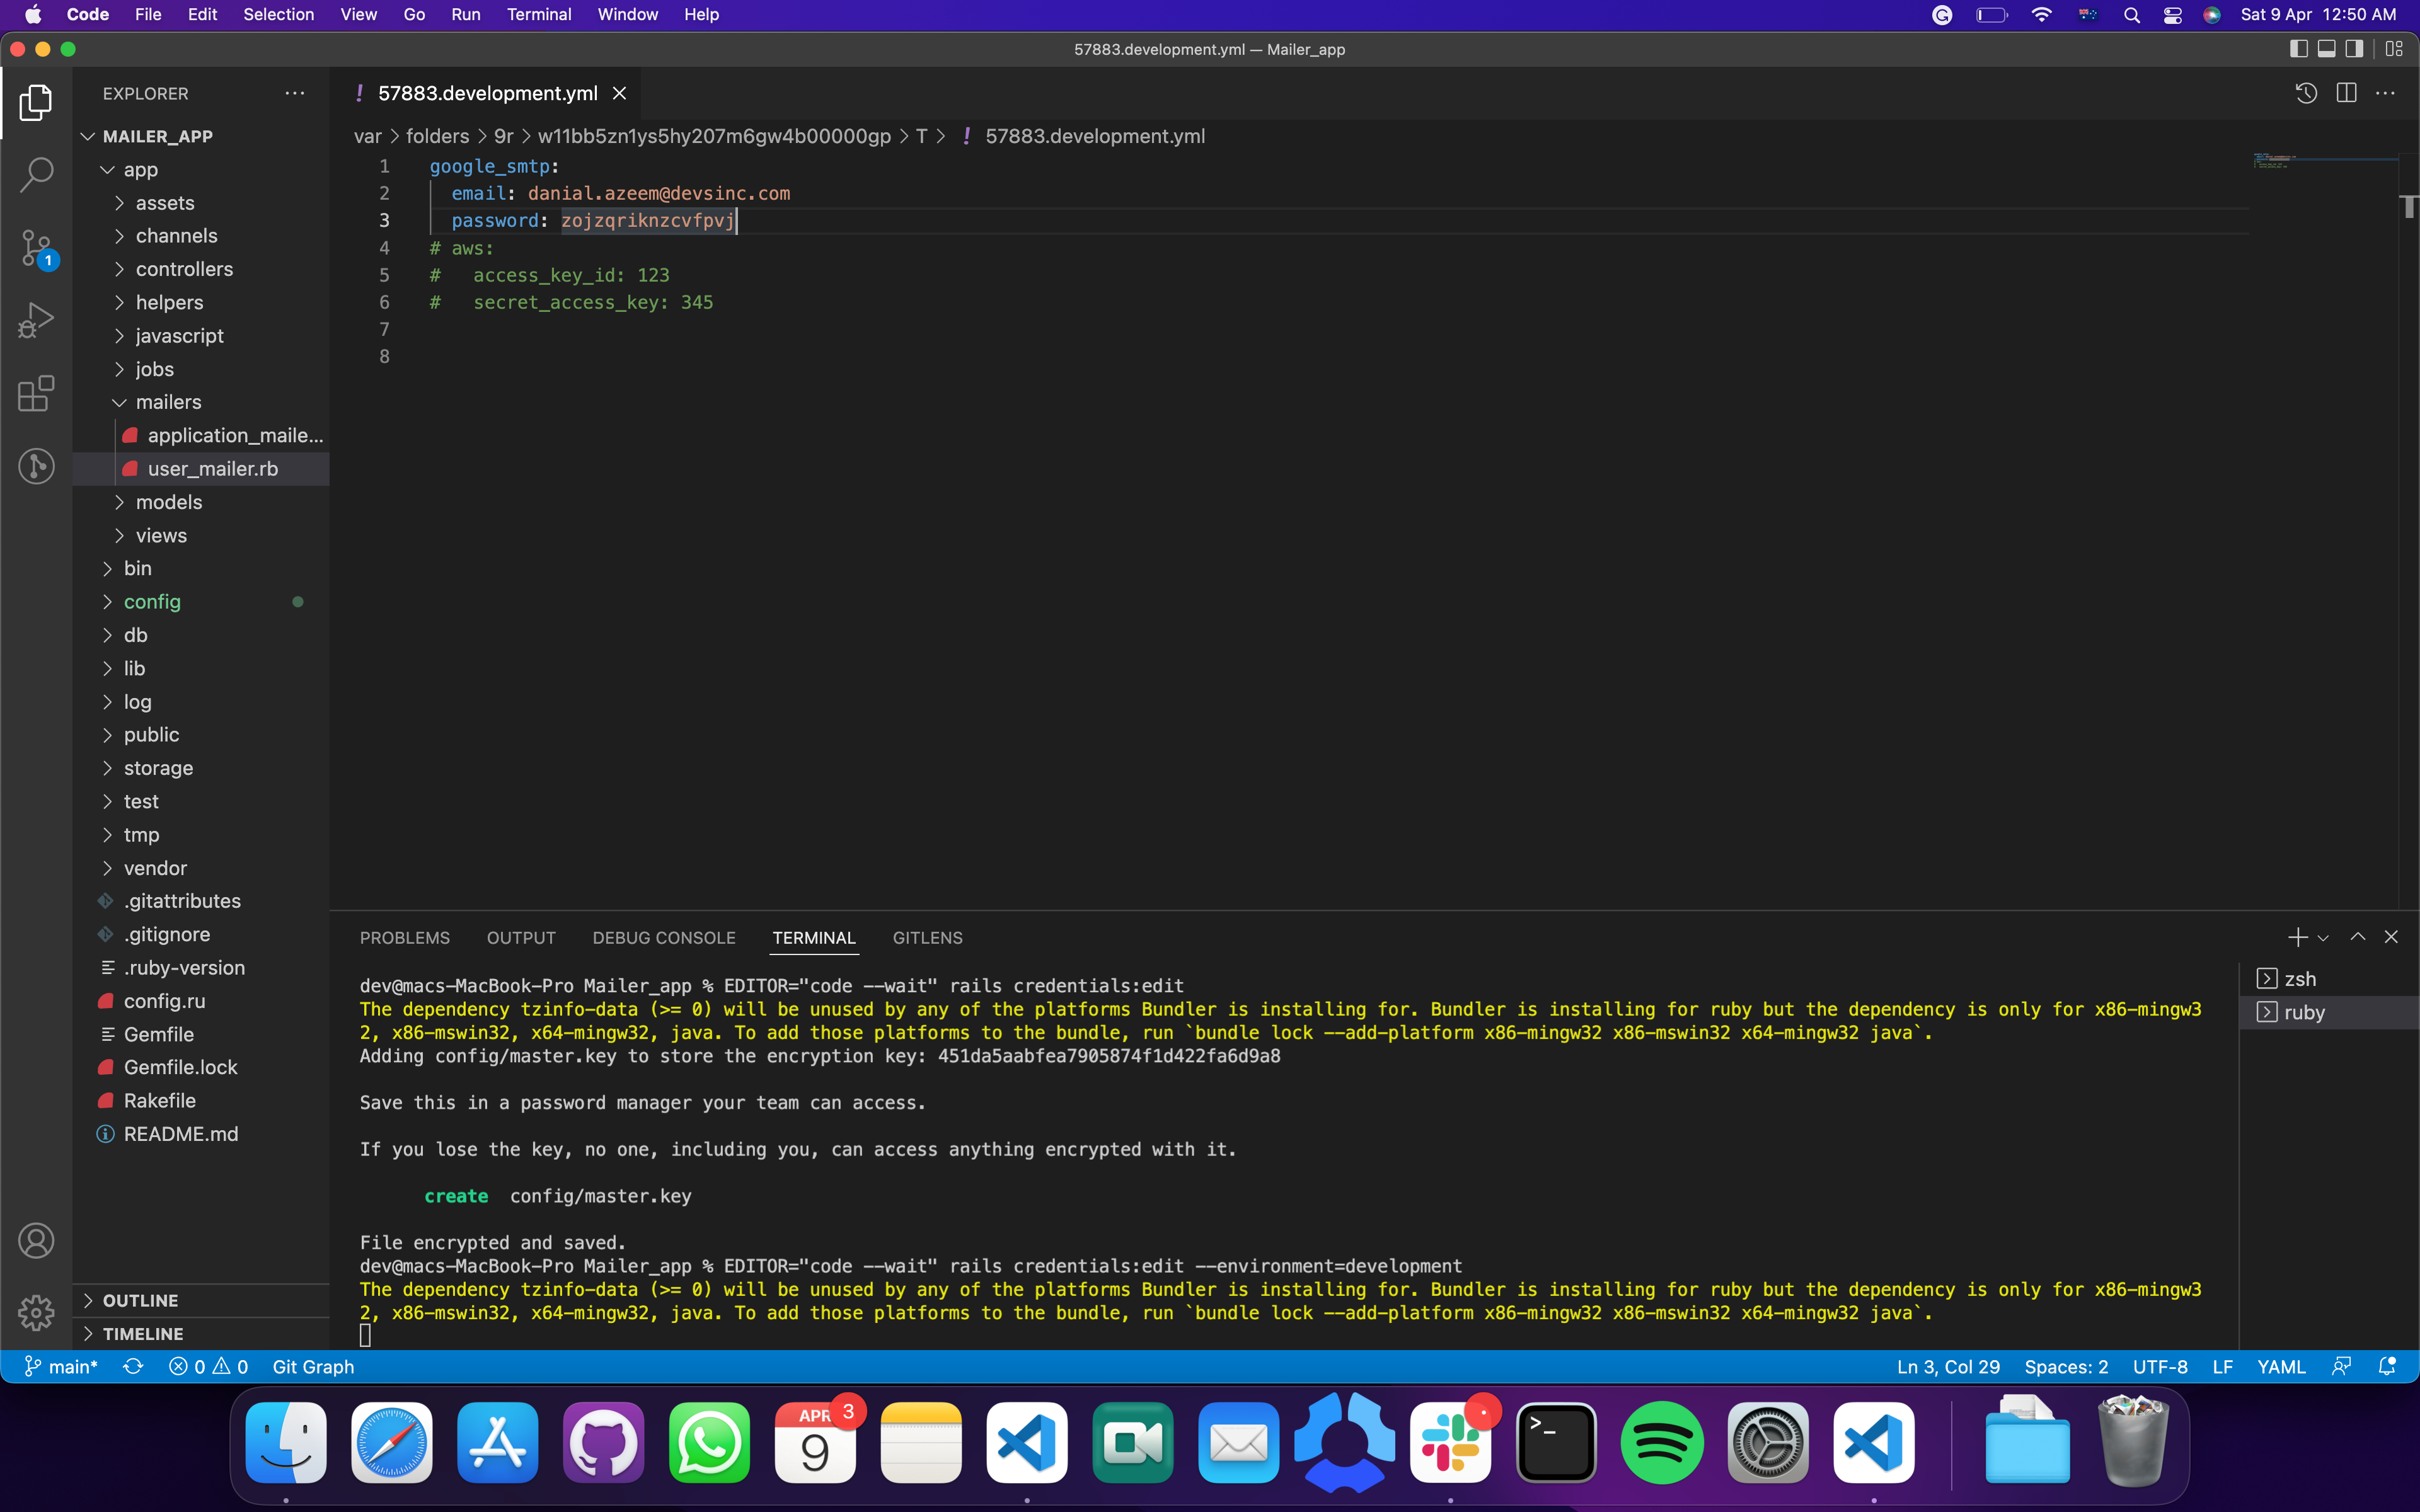 Code File Edit Selection View Go Run Terminal Window Help Sat 9 Apr 12:50 AM
57883.development.yml — Mailer_app
EXPLORER
57883.development.yml
MAILER_APP
app
assets
channels
controllers
helpers
javascript
jobs
mailers
application_maile...
user_mailer.rb
models
views
bin
config
db
lib
log
public
storage
test
tmp
vendor
.gitattributes
.gitignore
.ruby-version
config.ru
Gemfile
Gemfile.lock
Rakefile
README.md
OUTLINE
TIMELINE
1
var > folders > 9r > w11bb5zn1ys5hy207m6gw4b00000gp > T > ! 57883.development.yml
1 google_smtp:
2 email: danial.azeem@devsinc.com
3 password: zojzqriknzcvfpvj
4 # aws:
5 # access_key_id: 123
6 # secret_access_key: 345
7
8
PROBLEMS OUTPUT DEBUG CONSOLE TERMINAL GITLENS
dev@macs-MacBook-Pro Mailer_app % EDITOR="code --wait" rails credentials:edit
The dependency tzinfo-data (>= 0) will be unused by any of the platforms Bundler is installing for. Bundler is installing for ruby but the dependency is only for x86-mingw3
2, x86-mswin32, x64-mingw32, java. To add those platforms to the bundle, run `bundle lock --add-platform x86-mingw32 x86-mswin32 x64-mingw32 java`.
Adding config/master.key to store the encryption key: 451da5aabfea7905874f1d422fa6d9a8
Save this in a password manager your team can access.
If you lose the key, no one, including you, can access anything encrypted with it.
create config/master.key
File encrypted and saved.
dev@macs-MacBook-Pro Mailer_app % EDITOR="code --wait" rails credentials:edit --environment=development
The dependency tzinfo-data (>= 0) will be unused by any of the platforms Bundler is installing for. Bundler is installing for ruby but the dependency is only for x86-mingw3
2, x86-mswin32, x64-mingw32, java. To add those platforms to the bundle, run `bundle lock --add-platform x86-mingw32 x86-mswin32 x64-mingw32 java`.
zsh
ruby
main* 0 0 Git Graph Ln 3, Col 29 Spaces: 2 UTF-8 LF YAML
APR 3
9